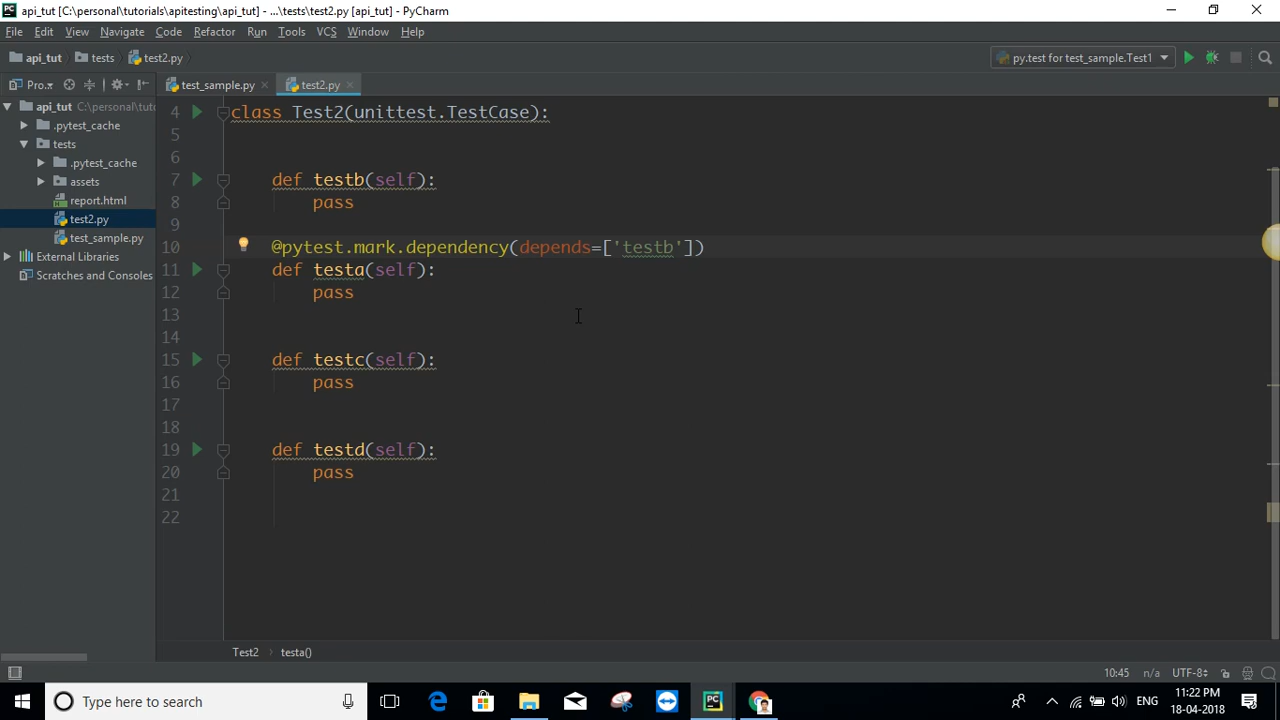 api_tut [C:\personal\tutorials\apitesting\api_tut] - ...\tests\test2.py [api_tut] - PyCharm
File Edit View Navigate Code Refactor Run Tools VCS Window Help
api_tut tests test2.py
py.test for test_sample.Test1
Pro...
test_sample.py
test2.py
api_tut C:\personal\tuto
.pytest_cache
tests
.pytest_cache
assets
report.html
test2.py
test_sample.py
External Libraries
Scratches and Consoles
4 class Test2(unittest.TestCase):
5
6
7 def testb(self):
8 pass
9
10 @pytest.mark.dependency(depends=['testb'])
11 def testa(self):
12 pass
13
14
15 def testc(self):
16 pass
17
18
19 def testd(self):
20 pass
21
22
Test2 testa()
10:45 n/a UTF-8
Type here to search
PC
ENG
11:22 PM
18-04-2018